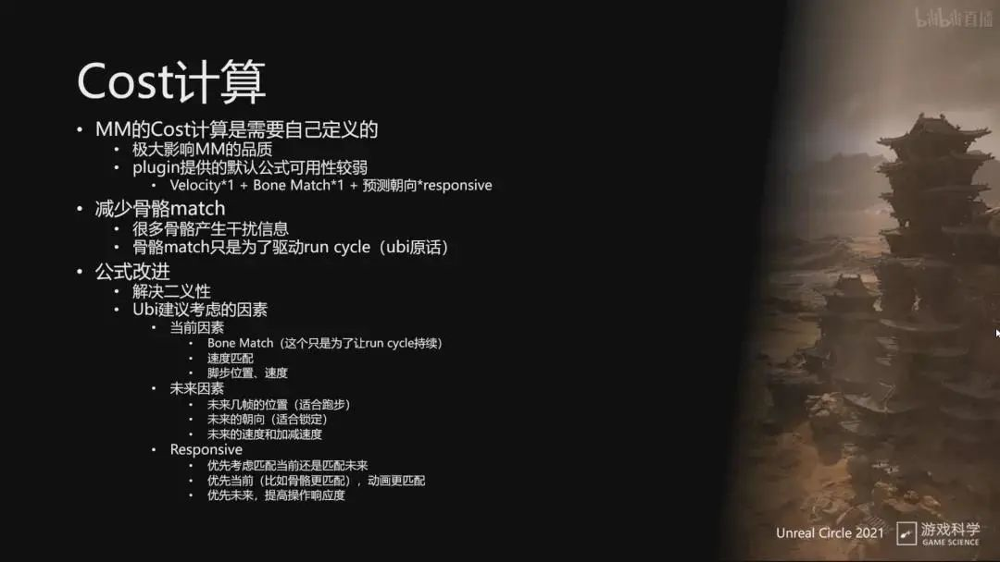 bilibili直播
Cost计算
• MM的Cost计算是需要自己定义的
• 极大影响MM的品质
• plugin提供的默认公式可用性较弱
• Velocity*1 + Bone Match*1 + 预测朝向*responsive
• 减少骨骼match
• 很多骨骼产生干扰信息
• 骨骼match只是为了驱动run cycle（ubi原话）
• 公式改进
• 解决二义性
• Ubi建议考虑的因素
• 当前因素
• Bone Match（这个只是为了让run cycle持续）
• 速度匹配
• 脚步位置、速度
• 未来因素
• 未来几帧的位置（适合跑步）
• 未来的朝向（适合锁定）
• 未来的速度和加减速度
• Responsive
• 优先考虑匹配当前还是匹配未来
• 优先当前（比如骨骼更匹配），动画更匹配
• 优先未来，提高操作响应度
Unreal Circle 2021
游戏科学
GAME SCIENCE